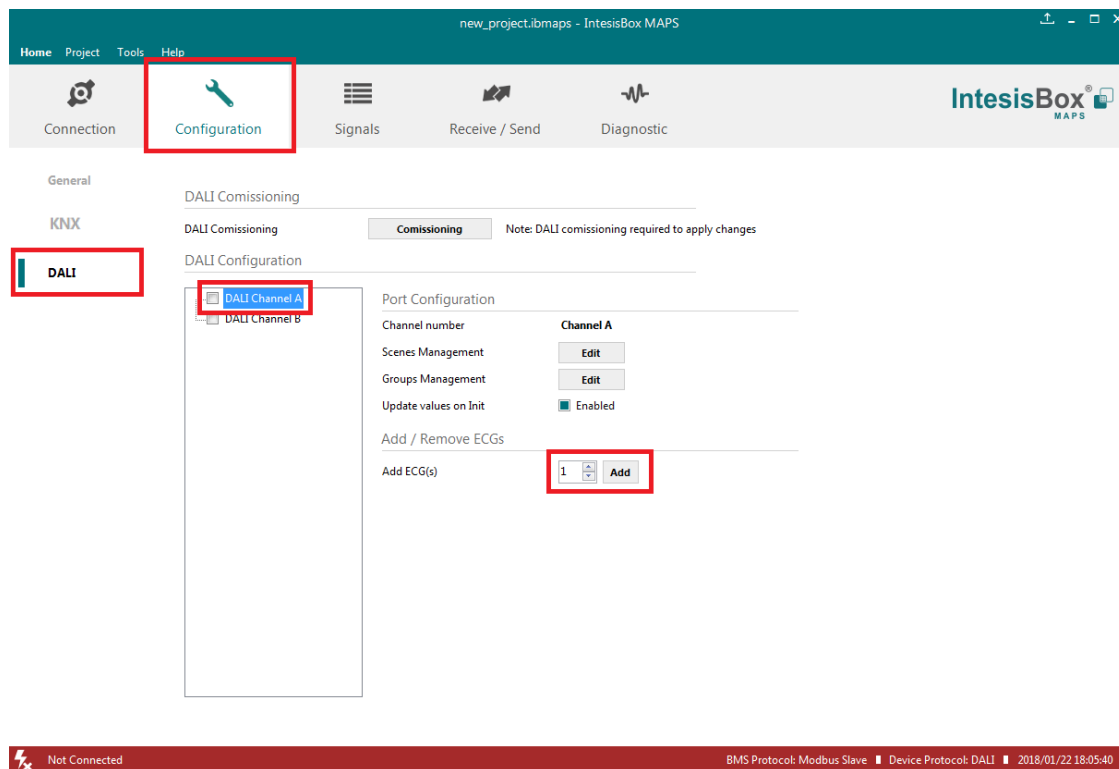 new_project.ibmaps - IntesisBox MAPS
Home Project Tools Help
Connection Configuration Signals Receive / Send Diagnostic
IntesisBox® MAPS
General
KNX
DALI
DALI Comissioning
DALI Comissioning Comissioning Note: DALI comissioning required to apply changes
DALI Configuration
DALI Channel A
DALI Channel B
Port Configuration
Channel number Channel A
Scenes Management Edit
Groups Management Edit
Update values on Init Enabled
Add / Remove ECGs
Add ECG(s) 1 Add
Not Connected BMS Protocol: Modbus Slave Device Protocol: DALI 2018/01/22 18:05:40